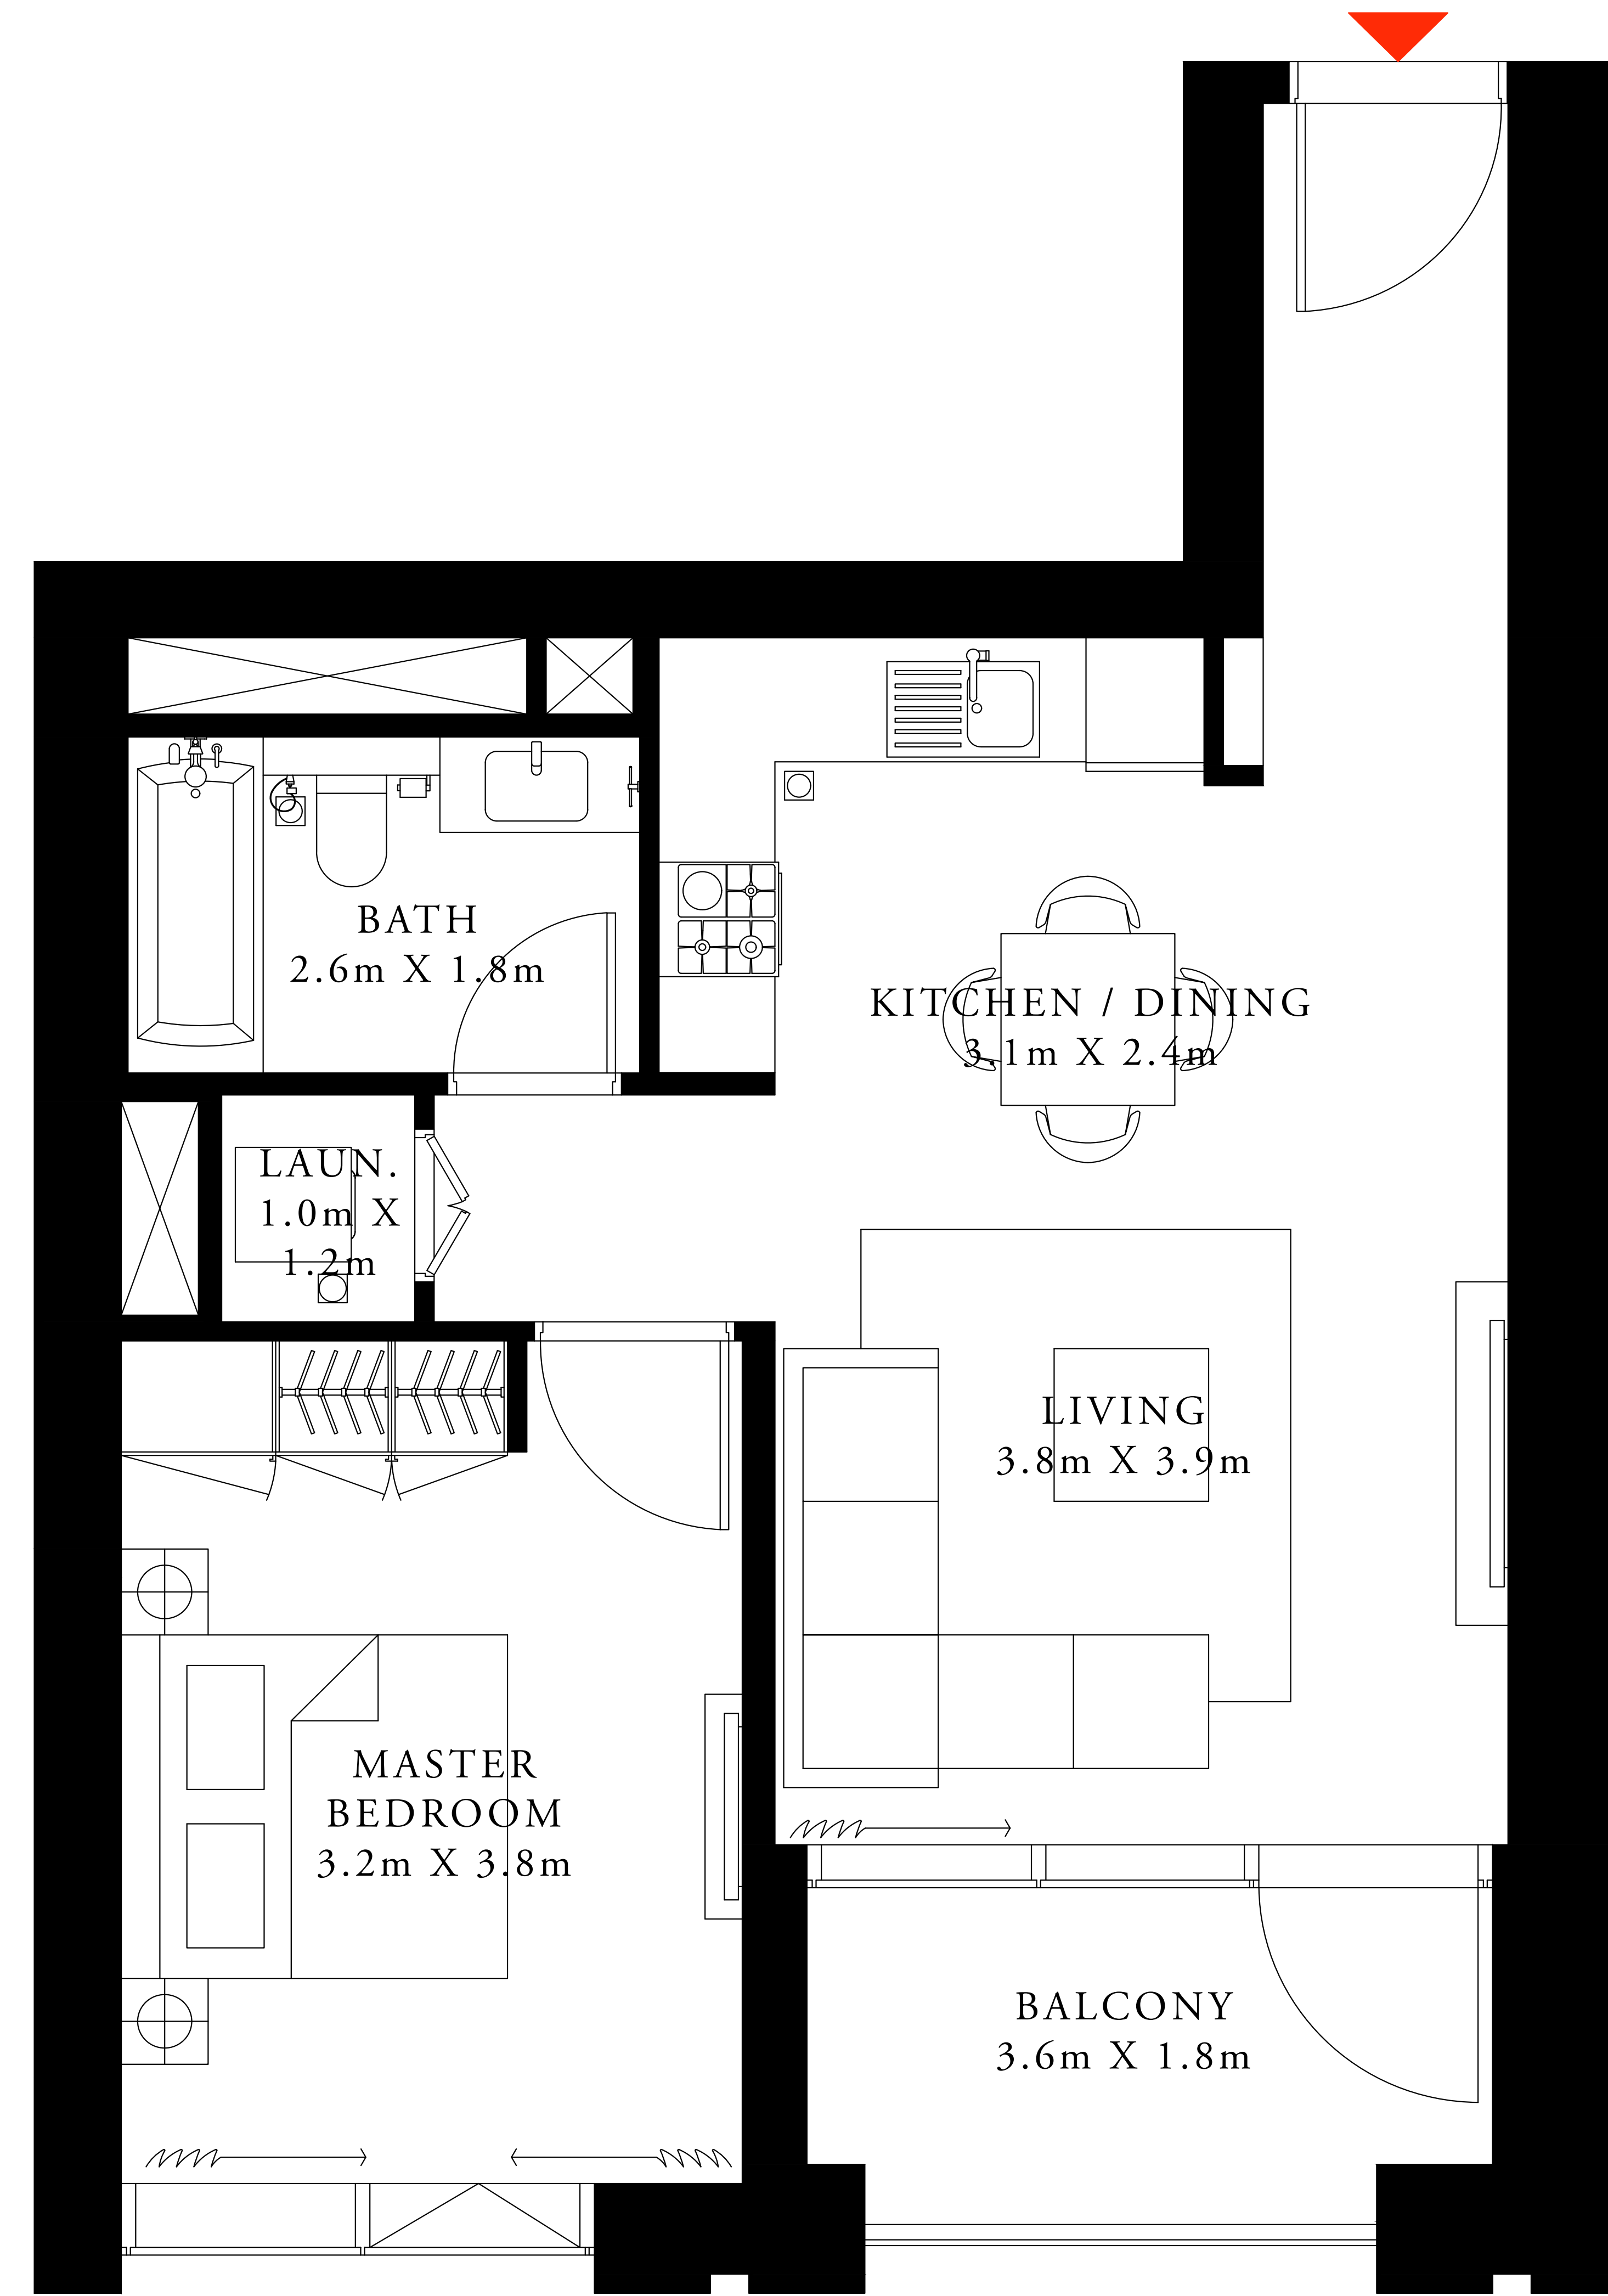 BATH
2.6m X 1.8m
KITCHEN / DINING
3.1m X 2.4m
LAUN.
1.0m X
1.2m
LIVING
3.8m X 3.9m
MASTER
BEDROOM
3.2m X 3.8m
BALCONY
3.6m X 1.8m